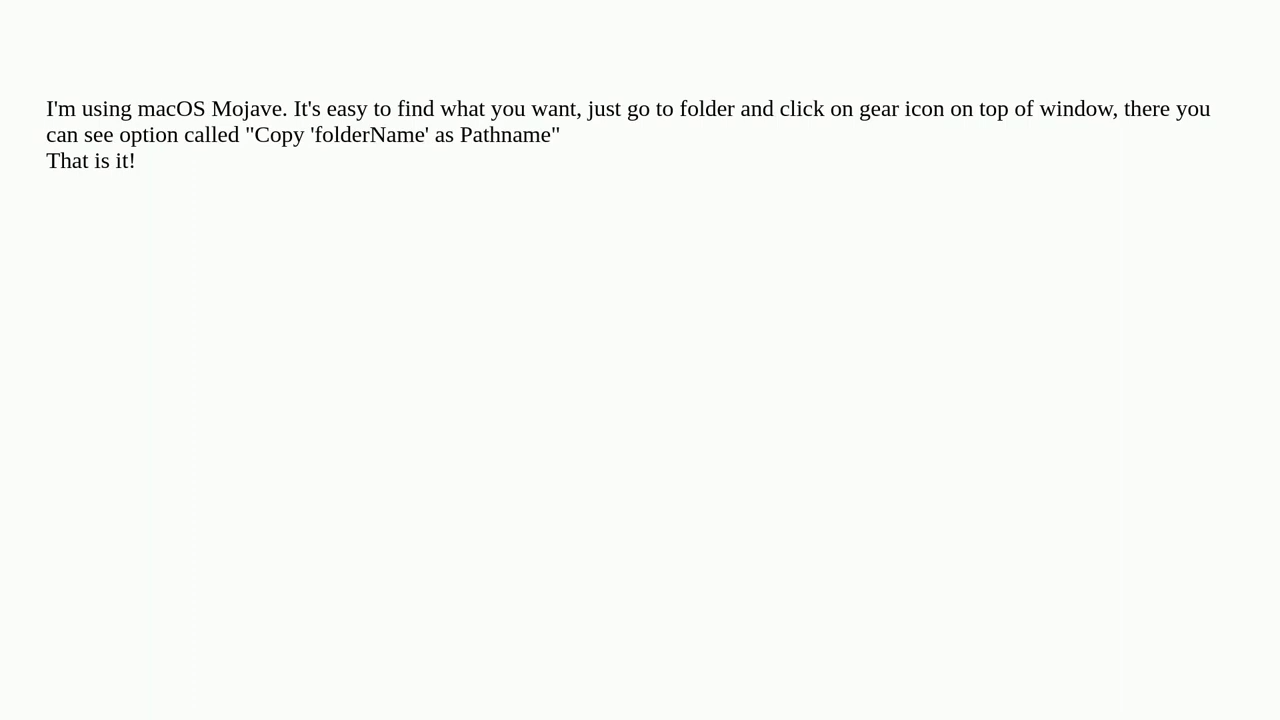 I'm using macOS Mojave. It's easy to find what you want, just go to folder and click on gear icon on top of window, there you
can see option called "Copy 'folderName' as Pathname"
That is it!